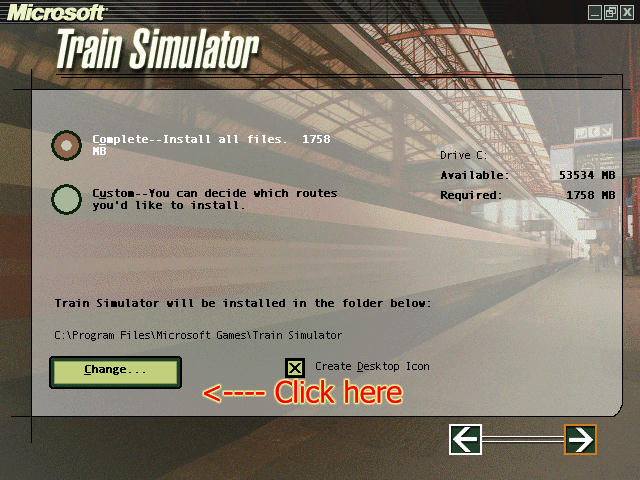 Microsoft
Train Simulator
Complete--Install all files. 1758
MB
Custom--You can decide which routes
you'd like to install.
Drive C:
Available: 53534 MB
Required: 1758 MB
Train Simulator will be installed in the folder below:
C:\Program Files\Microsoft Games\Train Simulator
Change...
Create Desktop Icon
<---- Click here